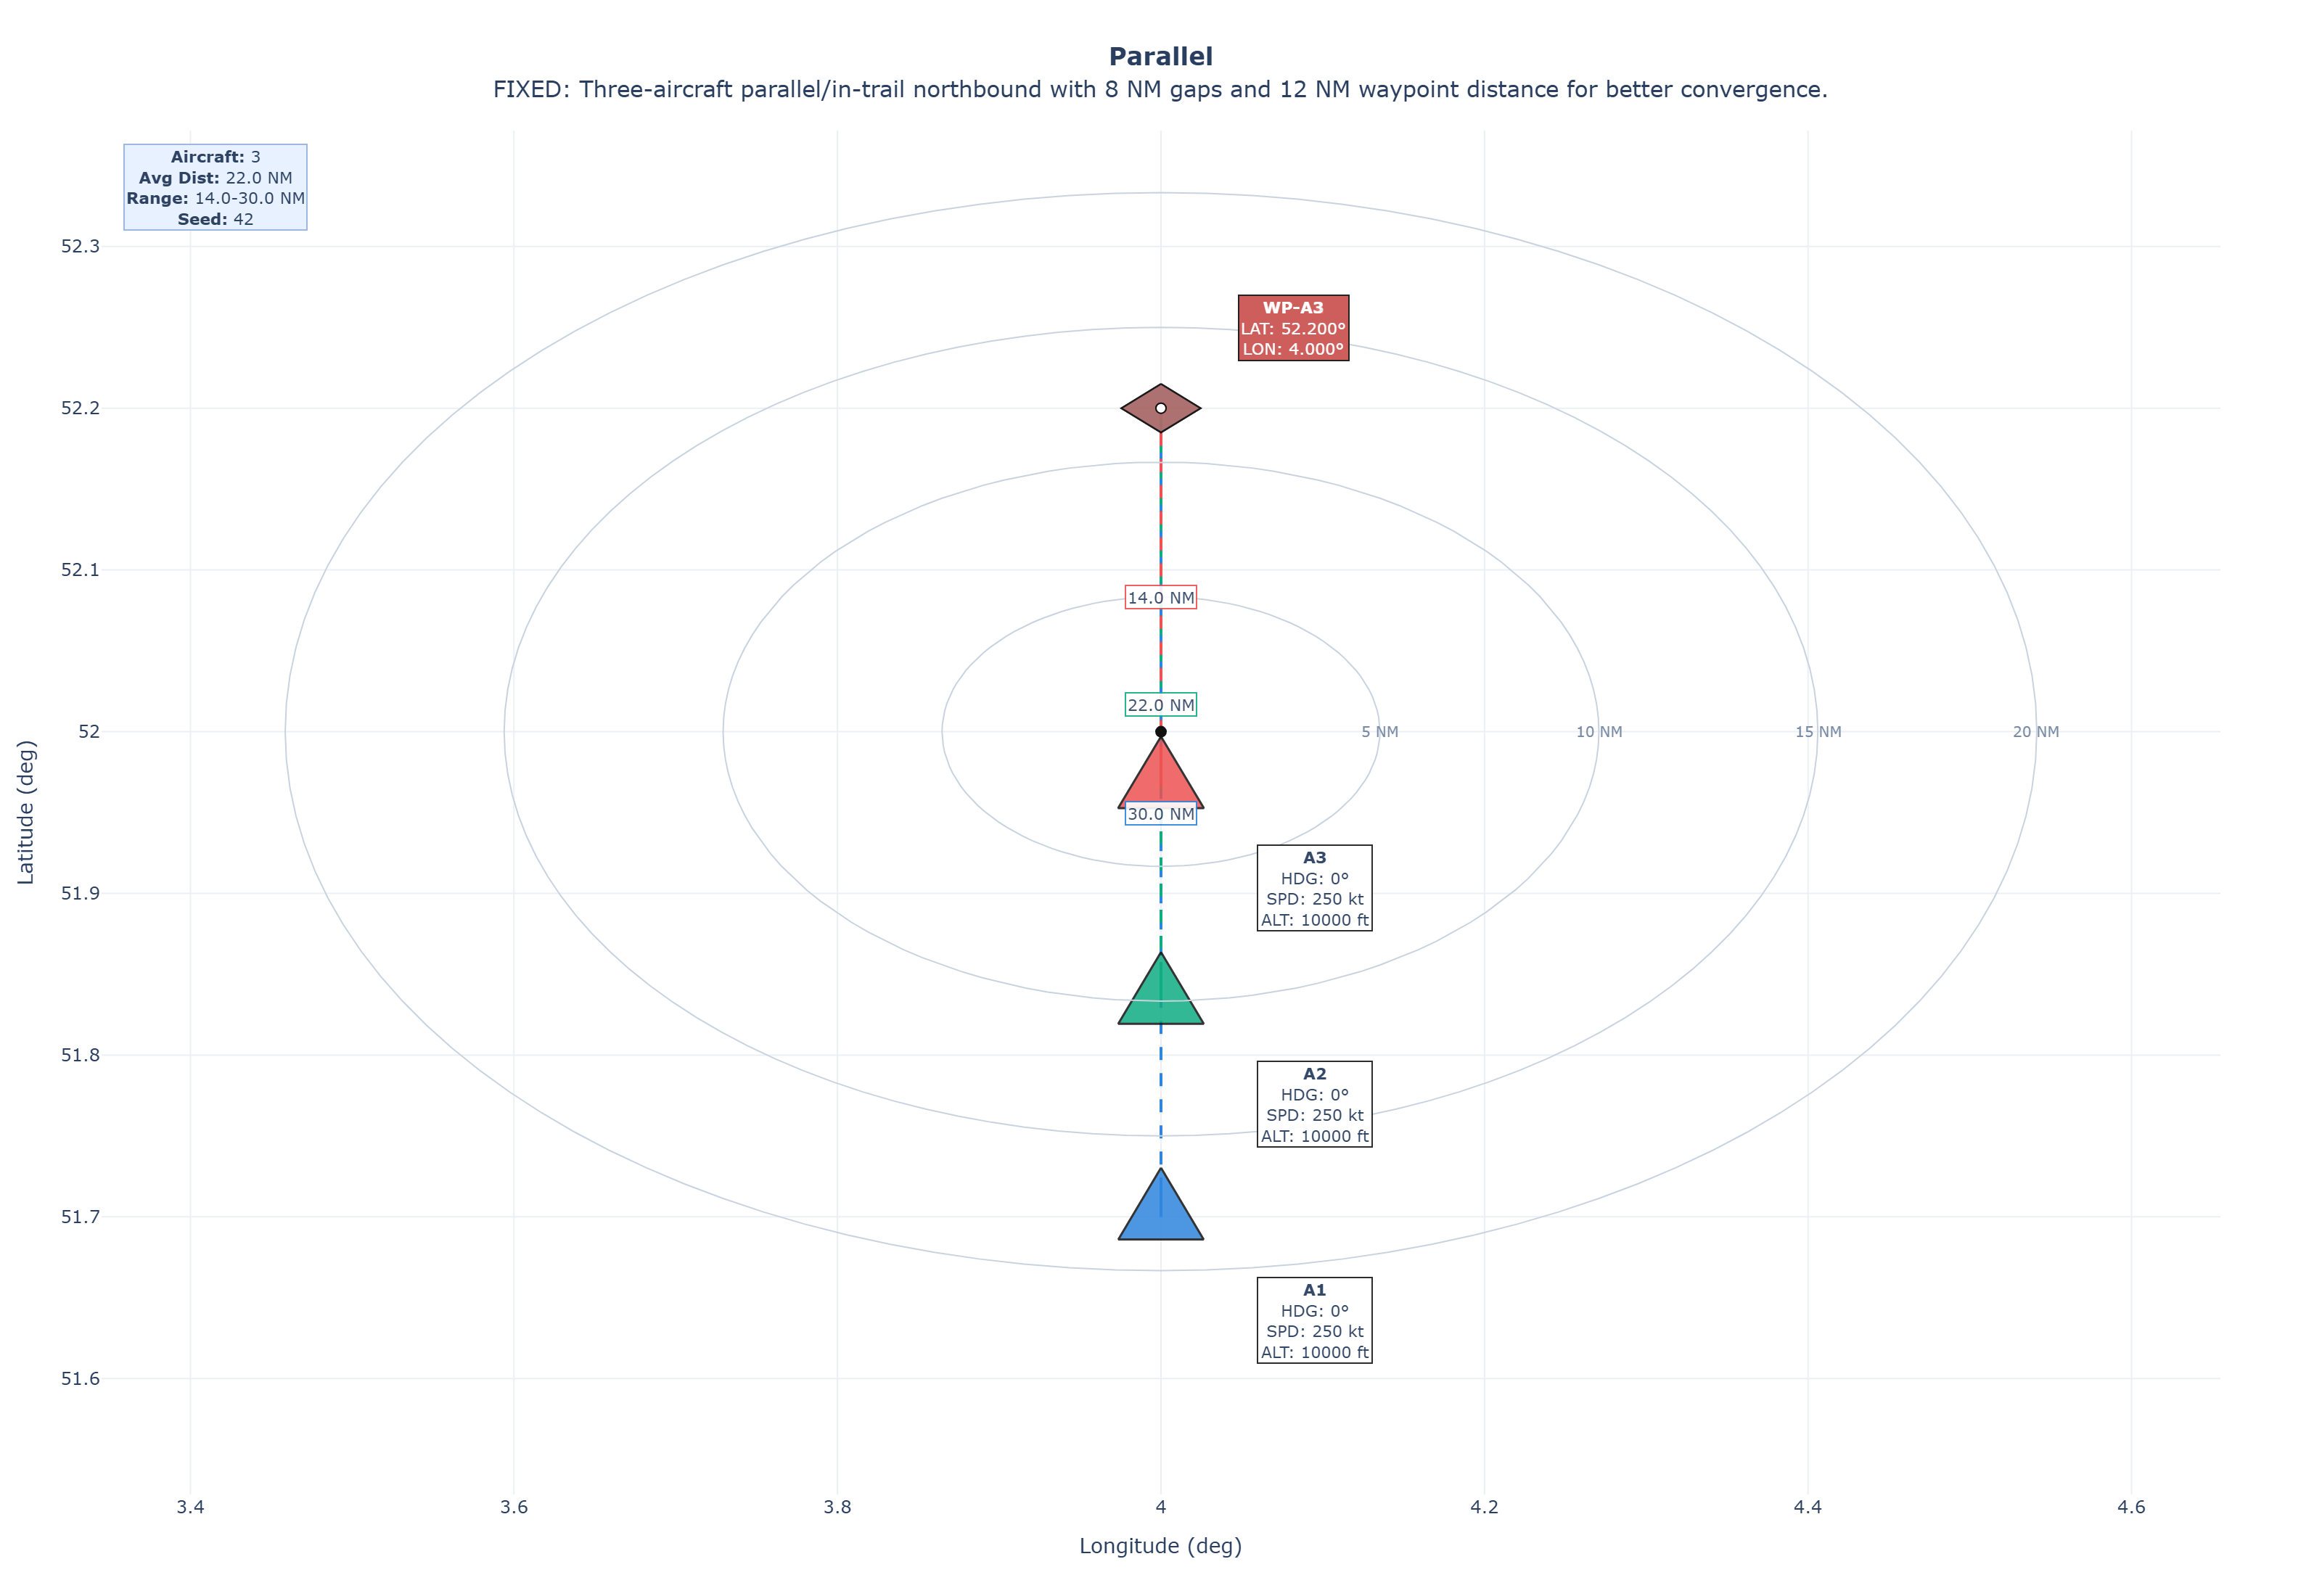 Parallel
FIXED: Three-aircraft parallel/in-trail northbound with 8 NM gaps and 12 NM waypoint distance for better convergence.
Aircraft: 3
Avg Dist: 22.0 NM
Range: 14.0-30.0 NM
Seed: 42
52.3
52.2
52.1
52
51.9
51.8
51.7
51.6
Latitude (deg)
WP-A3
LAT: 52.200°
LON: 4.000°
14.0 NM
22.0 NM
5 NM
10 NM
15 NM
20 NM
30.0 NM
A3
HDG: 0°
SPD: 250 kt
ALT: 10000 ft
A2
HDG: 0°
SPD: 250 kt
ALT: 10000 ft
A1
HDG: 0°
SPD: 250 kt
ALT: 10000 ft
3.4
3.6
3.8
4
4.2
4.4
4.6
Longitude (deg)